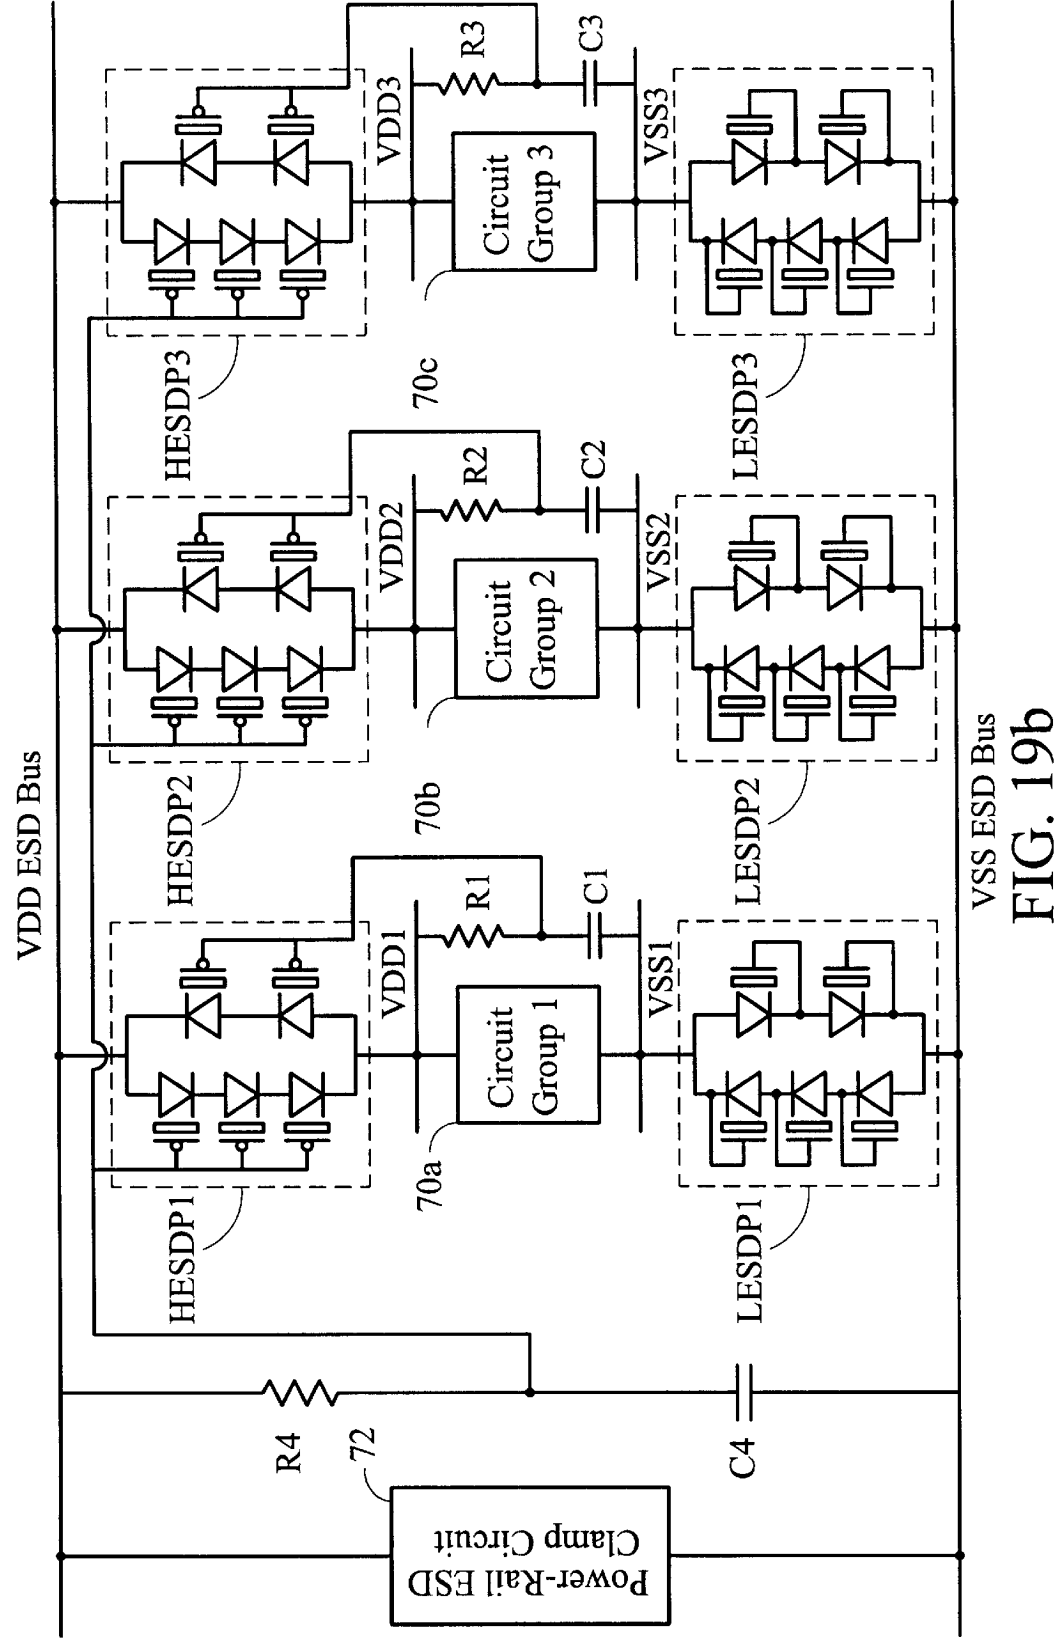 VDD ESD Bus
HESDP1
HESDP2
HESDP3
R4
72
Power-Rail ESD
Clamp Circuit
C4
VDD1
70a
Circuit
Group 1
R1
C1
VSS1
LESDP1
VDD2
70b
Circuit
Group 2
R2
C2
VSS2
LESDP2
VDD3
70c
Circuit
Group 3
R3
C3
VSS3
LESDP3
VSS ESD Bus
FIG. 19b